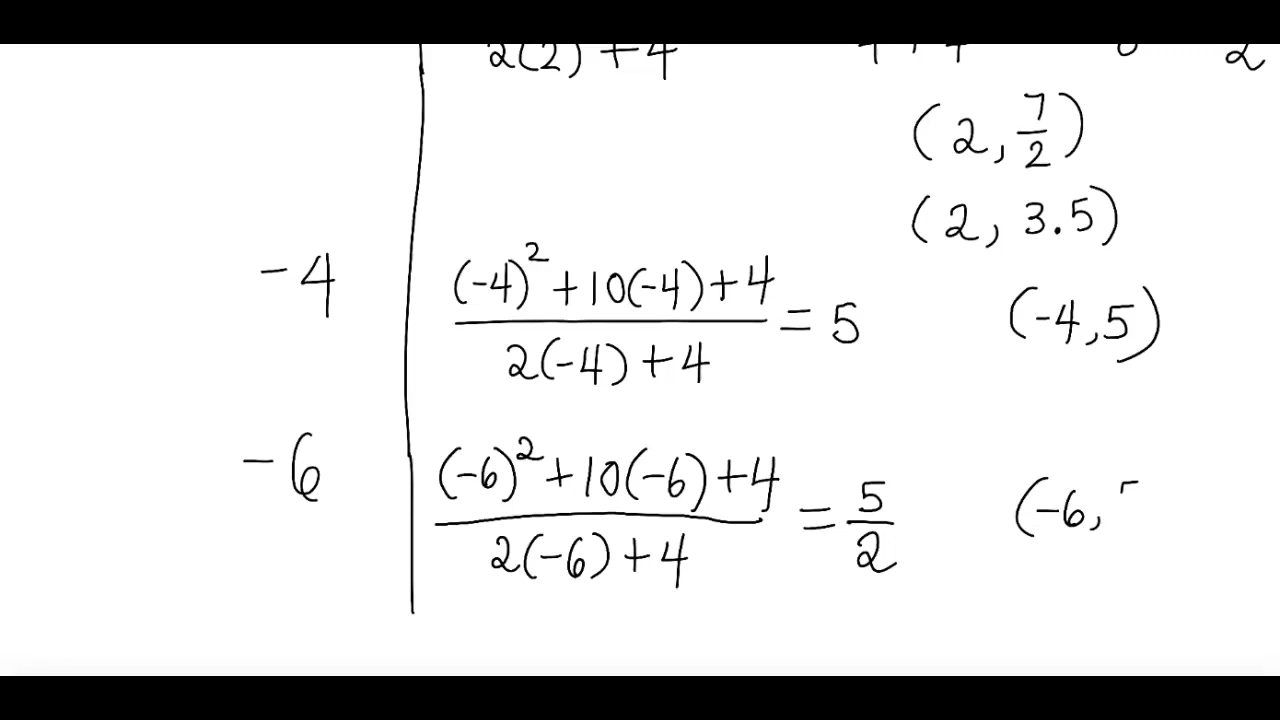 2(2)+4
(2, 7/2)
(2, 3.5)
-4 ((-4)²+10(-4)+4)/(2(-4)+4) = 5 (-4,5)
-6 ((-6)²+10(-6)+4)/(2(-6)+4) = 5/2 (-6,